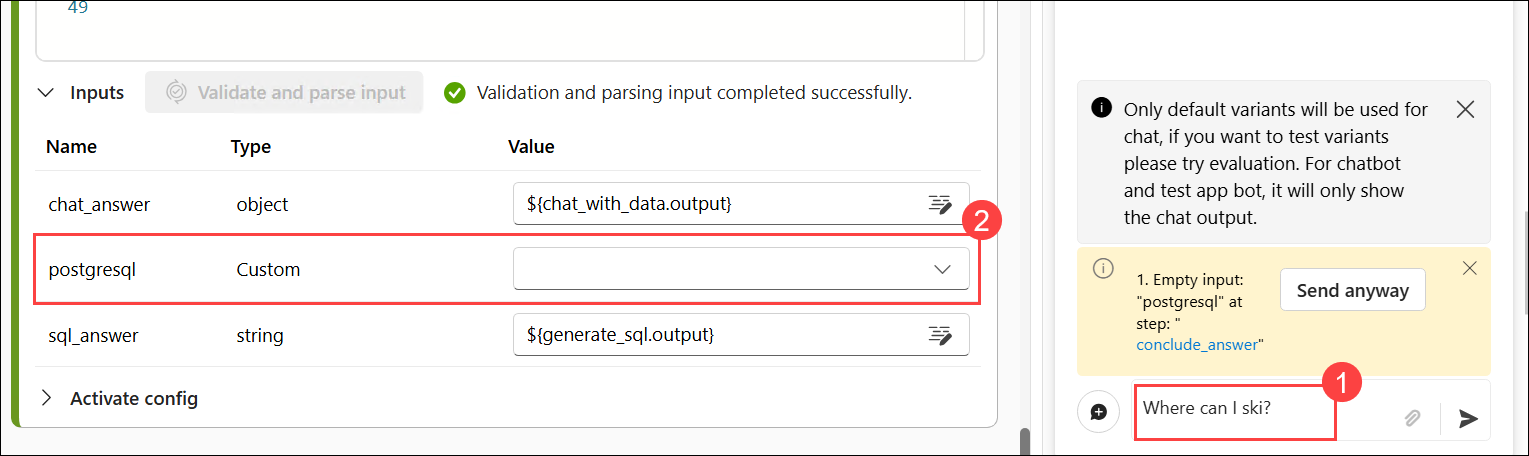 49
Inputs
Validate and parse input
Validation and parsing input completed successfully.
Name Type Value
chat_answer object ${chat_with_data.output}
2
postgresql Custom
sql_answer string ${generate_sql.output}
Activate config
Only default variants will be used for
chat, if you want to test variants
please try evaluation. For chatbot
and test app bot, it will only show
the chat output.
1. Empty input:
"postgresql" at
step: "
conclude_answer"
Send anyway
1
Where can I ski?